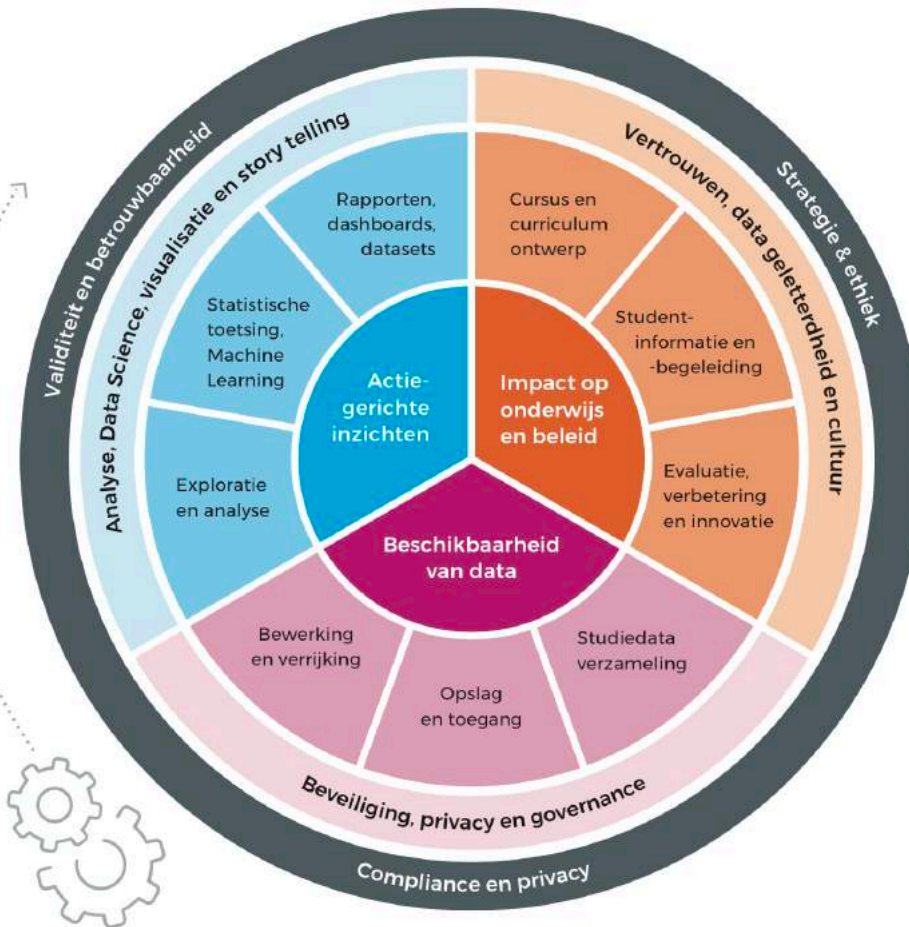 Validiteit en betrouwbaarheid
Strategie & ethiek
Compliance en privacy
Analyse, Data Science, visualisatie en story telling
Vertrouwen, data geletterdheid en cultuur
Beveiliging, privacy en governance
Rapporten,
dashboards,
datasets
Statistische
toetsing,
Machine
Learning
Exploratie
en analyse
Cursus en
curriculum
ontwerp
Student-
informatie en
-begeleiding
Evaluatie,
verbetering
en innovatie
Actie-
gerichte
inzichten
Impact op
onderwijs
en beleid
Beschikbaarheid
van data
Bewerking
en verrijking
Opslag
en toegang
Studiedata
verzameling